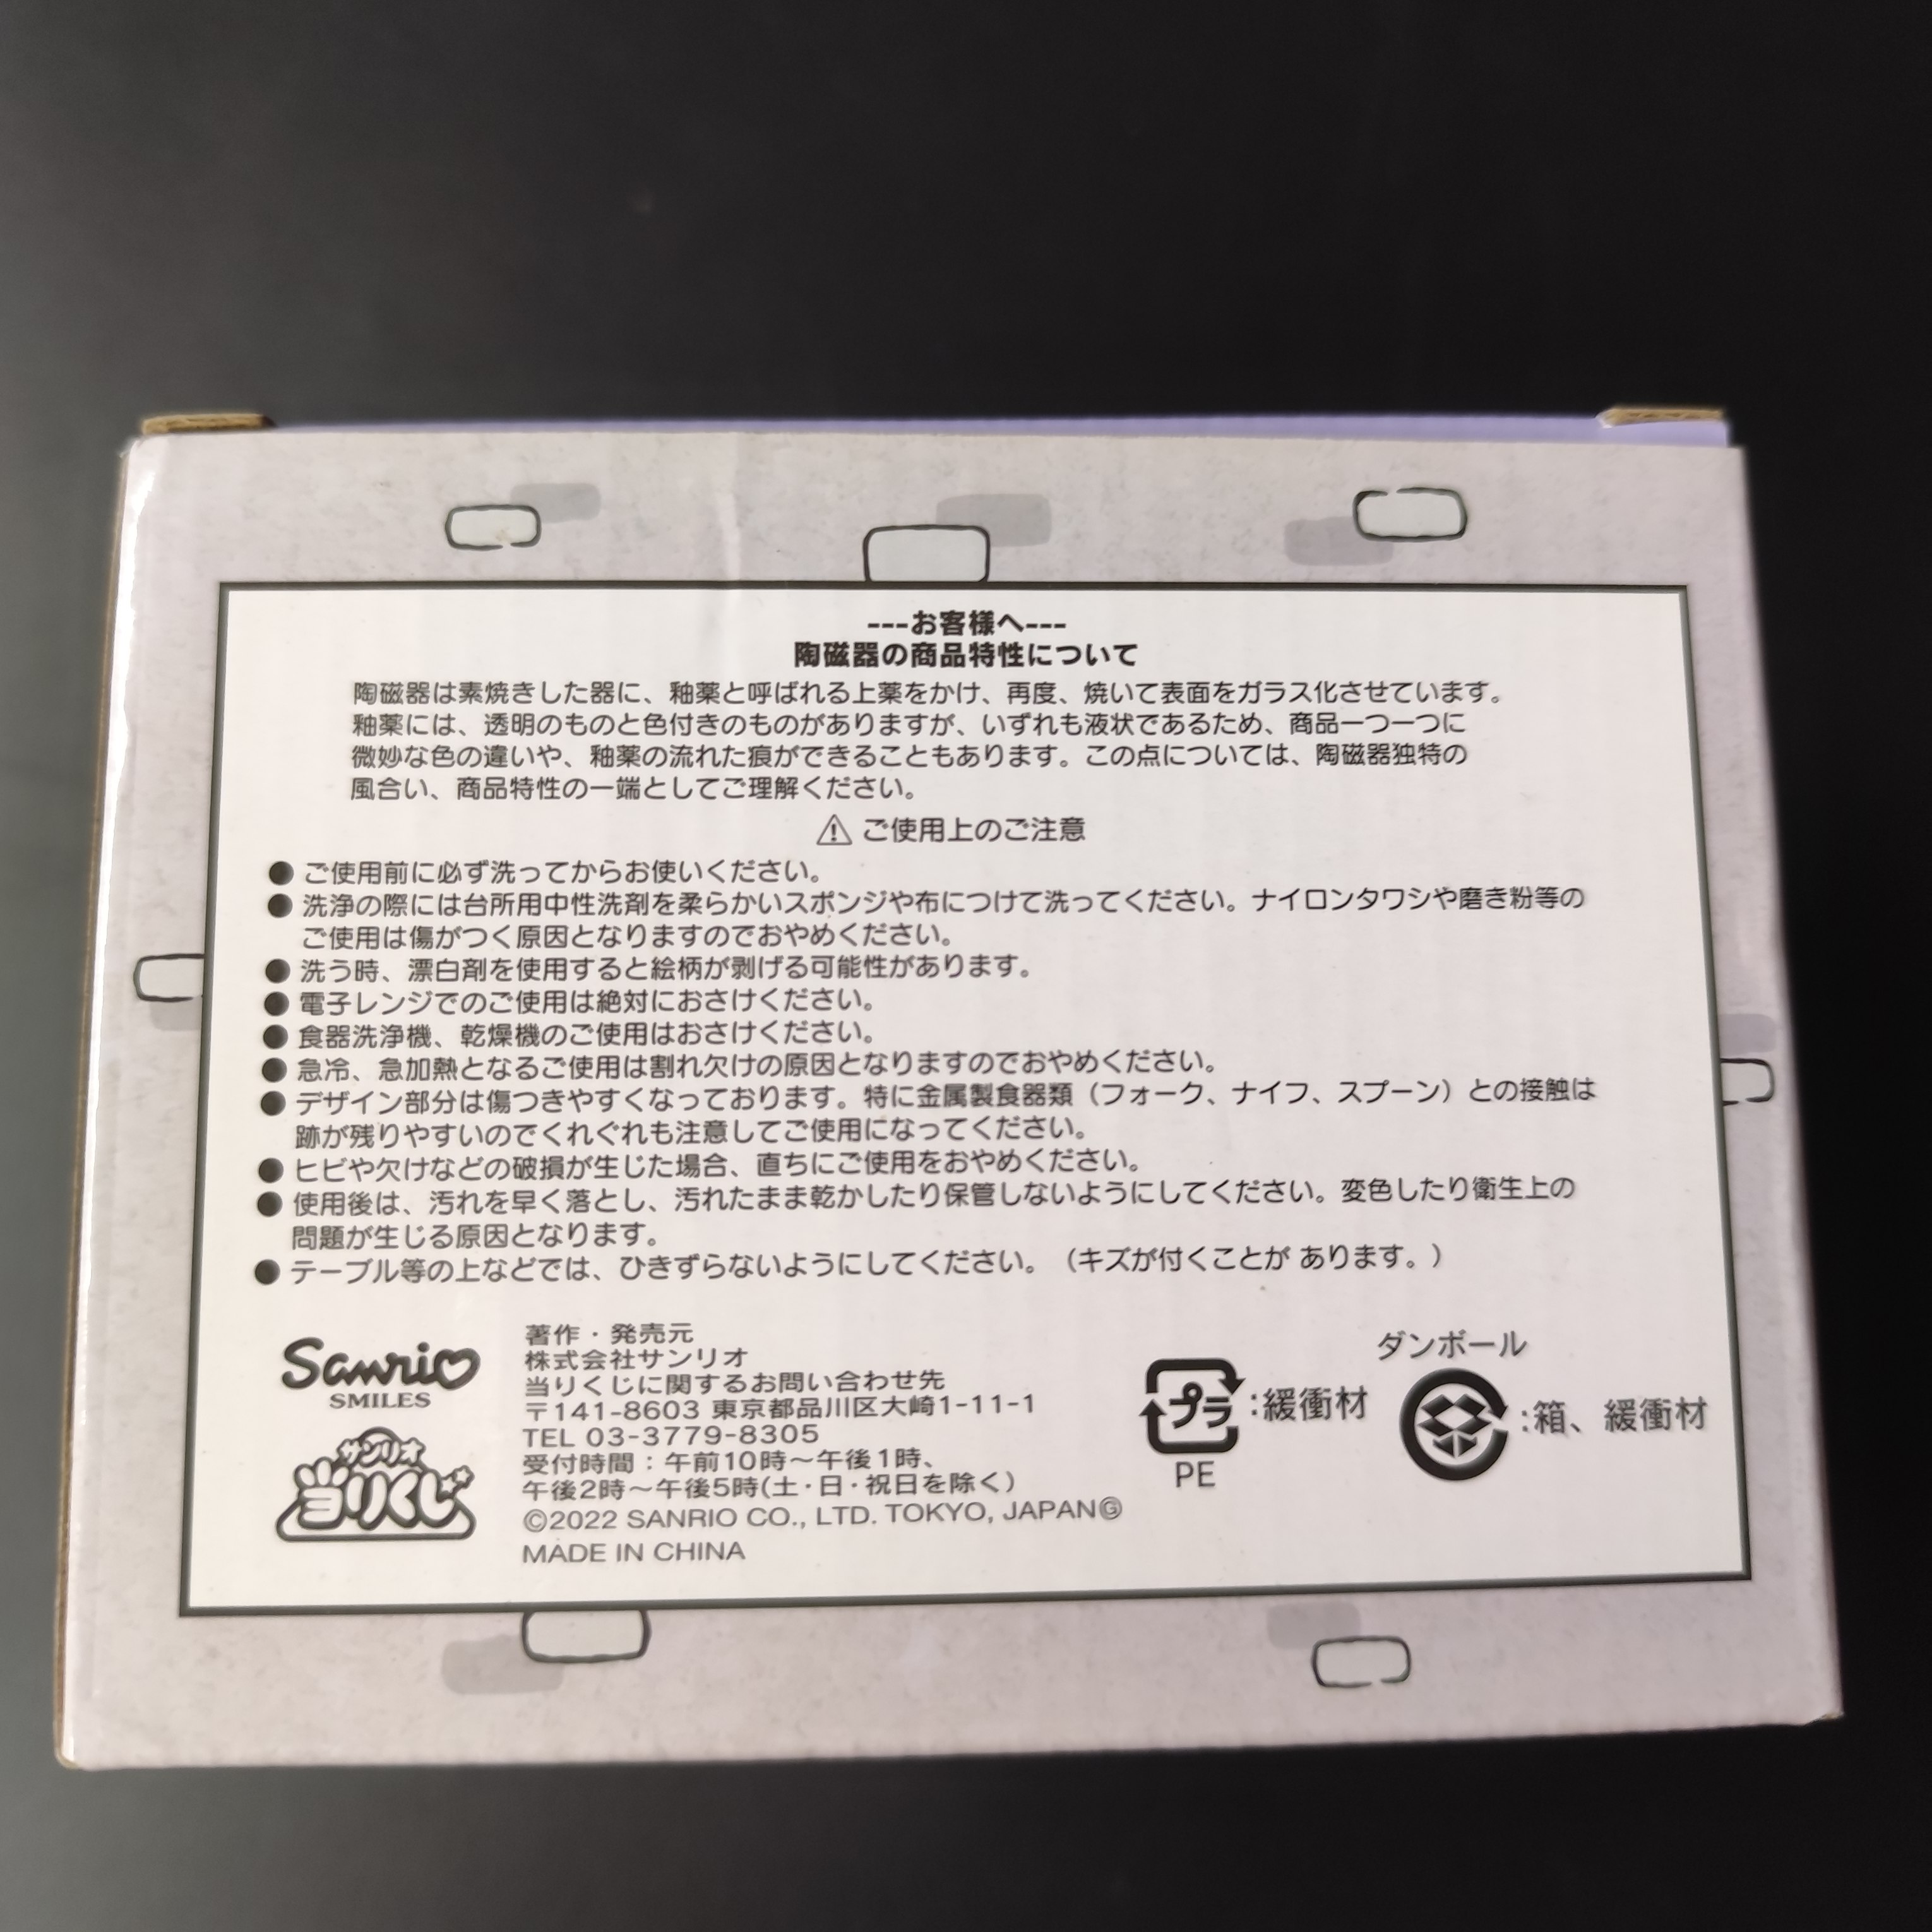 ---お客様へ---
陶磁器の商品特性について
陶磁器は素焼きした器に、釉薬と呼ばれる上薬をかけ、再度、焼いて表面をガラス化させています。
釉薬には、透明のものと色付きのものがありますが、いずれも液状であるため、商品一つ一つに
微妙な色の違いや、釉薬の流れた痕ができることもあります。この点については、陶磁器独特の
風合い、商品特性の一端としてご理解ください。
⚠ ご使用上のご注意
● ご使用前に必ず洗ってからお使いください。
● 洗浄の際には台所用中性洗剤を柔らかいスポンジや布につけて洗ってください。ナイロンタワシや磨き粉等の
ご使用は傷がつく原因となりますのでおやめください。
● 洗う時、漂白剤を使用すると絵柄が剥げる可能性があります。
● 電子レンジでのご使用は絶対におさけください。
● 食器洗浄機、乾燥機のご使用はおさけください。
● 急冷、急加熱となるご使用は割れ欠けの原因となりますのでおやめください。
● デザイン部分は傷つきやすくなっております。特に金属製食器類（フォーク、ナイフ、スプーン）との接触は
跡が残りやすいのでくれぐれも注意してご使用になってください。
● ヒビや欠けなどの破損が生じた場合、直ちにご使用をおやめください。
● 使用後は、汚れを早く落とし、汚れたまま乾かしたり保管しないようにしてください。変色したり衛生上の
問題が生じる原因となります。
● テーブル等の上などでは、ひきずらないようにしてください。（キズが付くことが あります。）
Sanrio
SMILES
サンリオ
当りくじ
著作・発売元
株式会社サンリオ
当りくじに関するお問い合わせ先
〒141-8603 東京都品川区大崎1-11-1
TEL 03-3779-8305
受付時間：午前10時～午後1時、
午後2時～午後5時(土・日・祝日を除く)
©2022 SANRIO CO., LTD. TOKYO, JAPANⒼ
MADE IN CHINA
プラ:緩衝材
PE
ダンボール
:箱、緩衝材